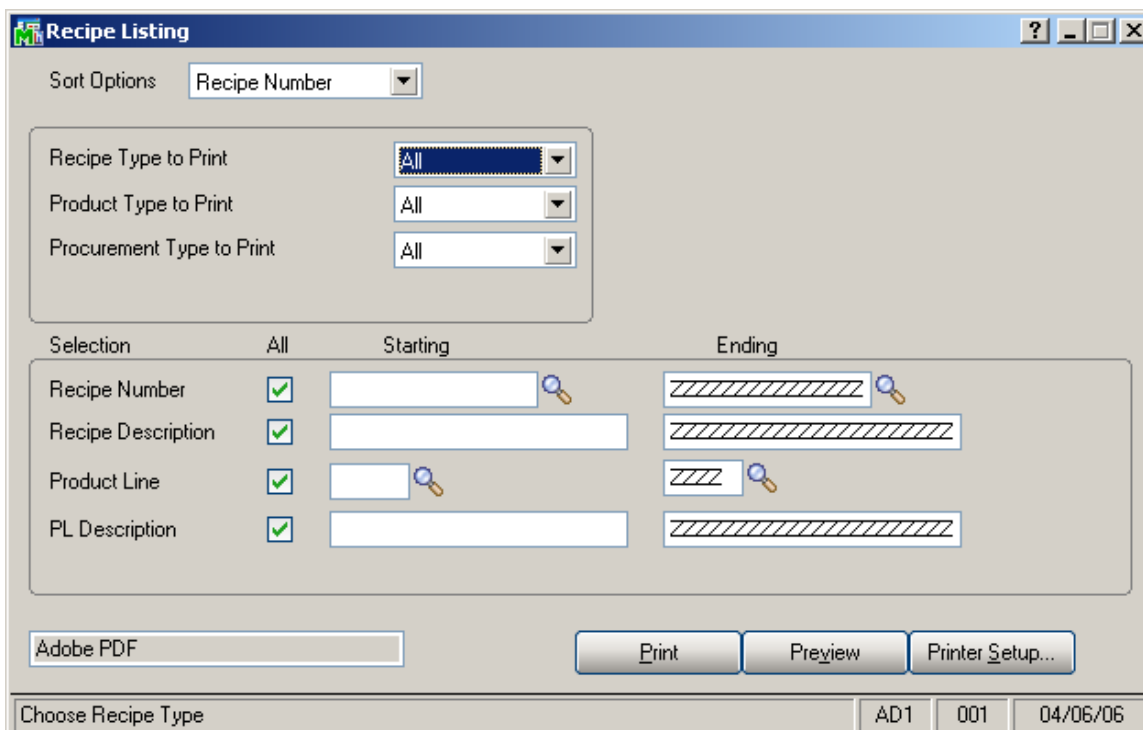 Recipe Listing
Sort Options Recipe Number
Recipe Type to Print All
Product Type to Print All
Procurement Type to Print All
Selection All Starting Ending
Recipe Number ZZZZZZZZZZZZZZZ
Recipe Description ZZZZZZZZZZZZZZZZZZZZZZ
Product Line ZZZZ
PL Description ZZZZZZZZZZZZZZZZZZZZZZ
Adobe PDF Print Preview Printer Setup...
Choose Recipe Type AD1 001 04/06/06